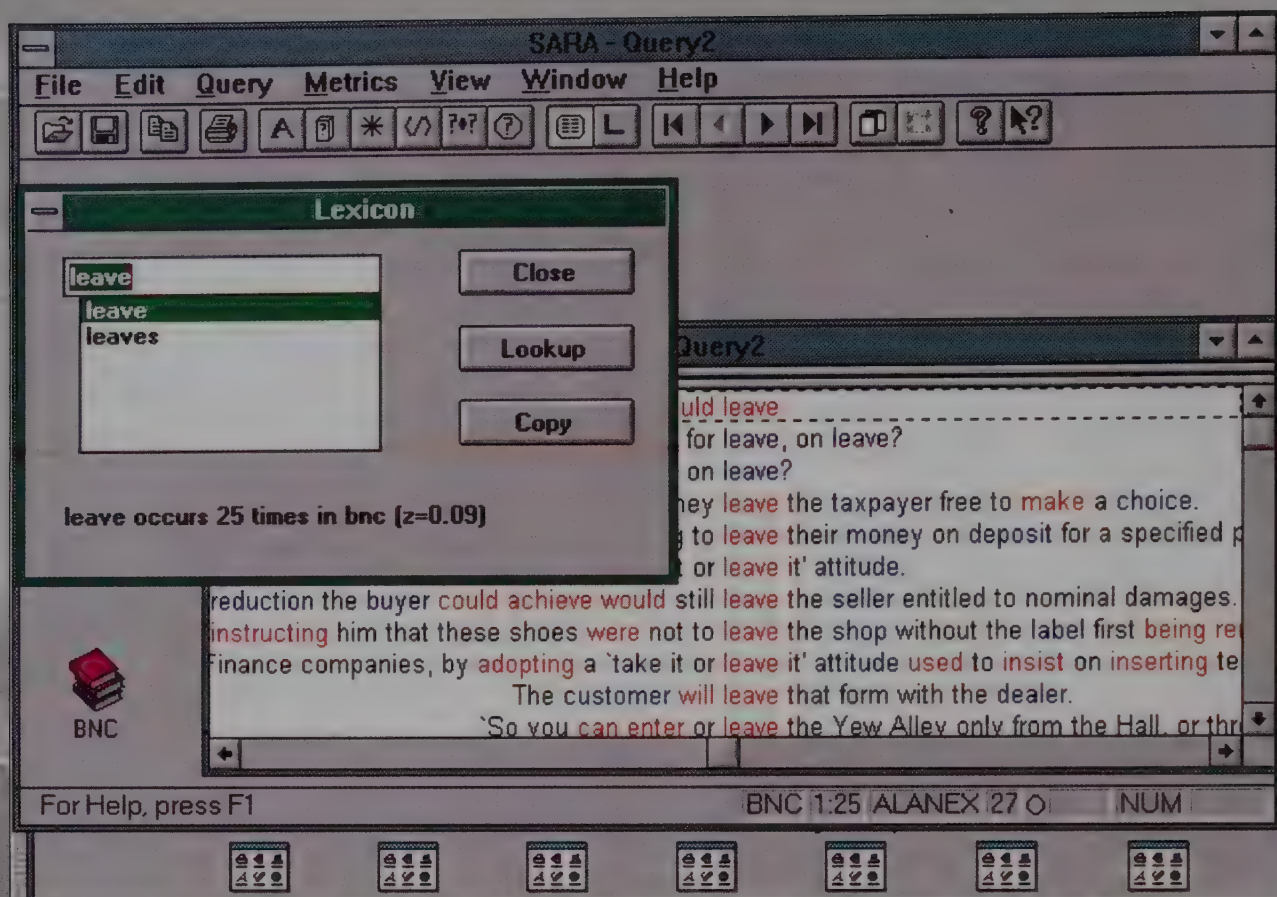 SARA - Query2
File Edit Query Metrics View Window Help
A * </> ?•? ? L ? ?
Lexicon
leave
leave
leaves
Close
Lookup
Copy
leave occurs 25 times in bnc (z=0.09)
Query2
uld leave
for leave, on leave?
on leave?
hey leave the taxpayer free to make a choice.
to leave their money on deposit for a specified p
t or leave it' attitude.
reduction the buyer could achieve would still leave the seller entitled to nominal damages.
instructing him that these shoes were not to leave the shop without the label first being re
Finance companies, by adopting a `take it or leave it' attitude used to insist on inserting te
The customer will leave that form with the dealer.
`So you can enter or leave the Yew Alley only from the Hall, or thr
BNC
For Help, press F1 BNC 1:25 ALANEX 27 NUM